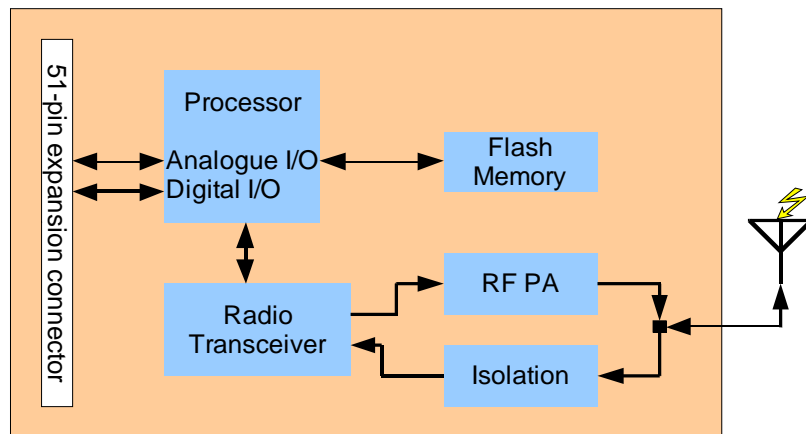 51-pin expansion connector
Processor
Analogue I/O
Digital I/O
Flash
Memory
Radio
Transceiver
RF PA
Isolation